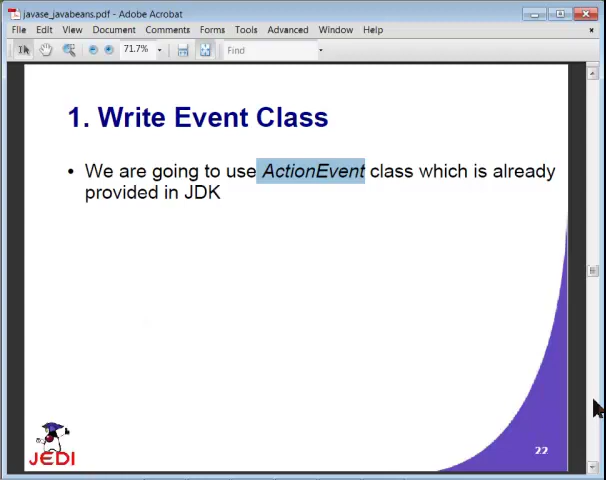 javase_javabeans.pdf - Adobe Acrobat
File Edit View Document Comments Forms Tools Advanced Window Help
71.7% Find
1. Write Event Class
• We are going to use ActionEvent class which is already
provided in JDK
JEDI
22